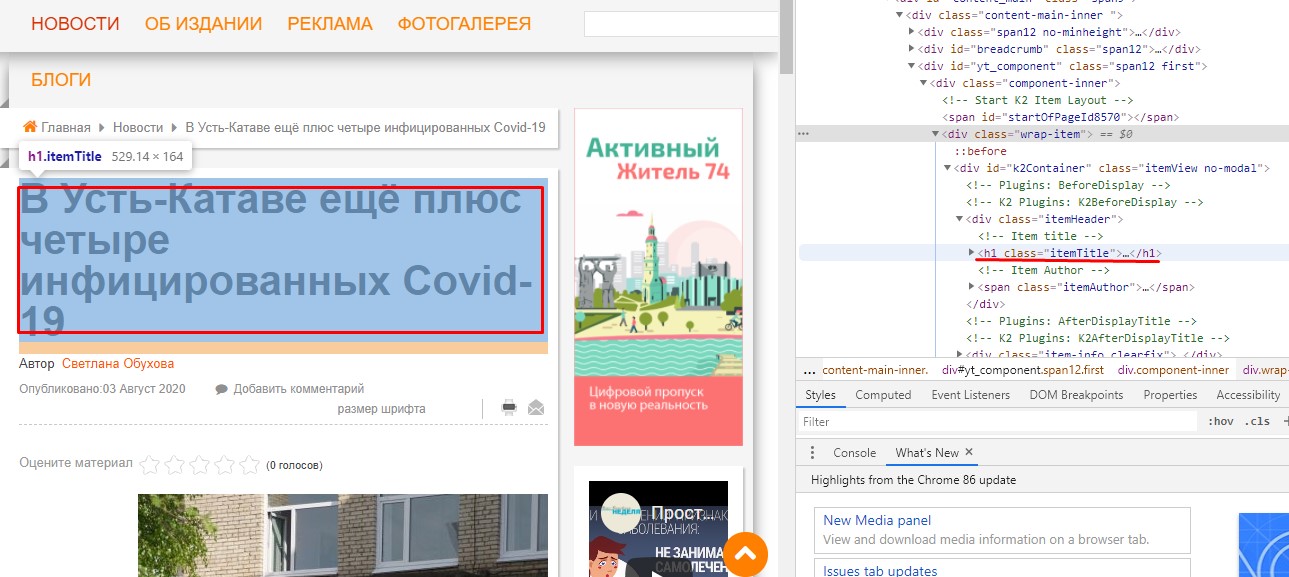 НОВОСТИ ОБ ИЗДАНИИ РЕКЛАМА ФОТОГАЛЕРЕЯ
БЛОГИ
Главная Новости В Усть-Катаве ещё плюс четыре инфицированных Covid-19
h1.itemTitle 529.14 × 164
В Усть-Катаве ещё плюс
четыре
инфицированных Covid-
19
Автор Светлана Обухова
Опубликовано:03 Август 2020 Добавить комментарий
размер шрифта
Оцените материал (0 голосов)
Активный
Житель 74
Цифровой пропуск
в новую реальность
НЕДЕЛЯ Прост...
ЗАБОЛЕВАНИЯ:
НЕ ЗАНИМА
САМОЛЕЧЕН
<div class="content-main-inner ">
<div class="span12 no-minheight">…</div>
<div id="breadcrumb" class="span12">…</div>
<div id="yt_component" class="span12 first">
<div class="component-inner">
<!-- Start K2 Item Layout -->
<span id="startOfPageId8570"></span>
… <div class="wrap-item"> == $0
::before
<div id="k2Container" class="itemView no-modal">
<!-- Plugins: BeforeDisplay -->
<!-- K2 Plugins: K2BeforeDisplay -->
<div class="itemHeader">
<!-- Item title -->
<h1 class="itemTitle">…</h1>
<!-- Item Author -->
<span class="itemAuthor">…</span>
</div>
<!-- Plugins: AfterDisplayTitle -->
<!-- K2 Plugins: K2AfterDisplayTitle -->
<div class="item-info clearfix">…</div>
... content-main-inner. div#yt_component.span12.first div.component-inner div.wrap-
Styles Computed Event Listeners DOM Breakpoints Properties Accessibility
Filter :hov .cls +
Console What's New ×
Highlights from the Chrome 86 update
New Media panel
View and download media information on a browser tab.
Issues tab updates